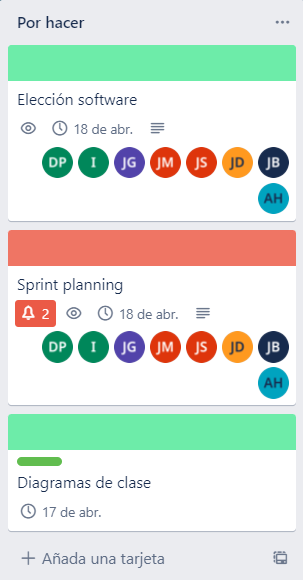 Por hacer
Elección software
18 de abr.
DP I JG JM JS JD JB
AH
Sprint planning
2 18 de abr.
DP I JG JM JS JD JB
AH
Diagramas de clase
17 de abr.
Añada una tarjeta